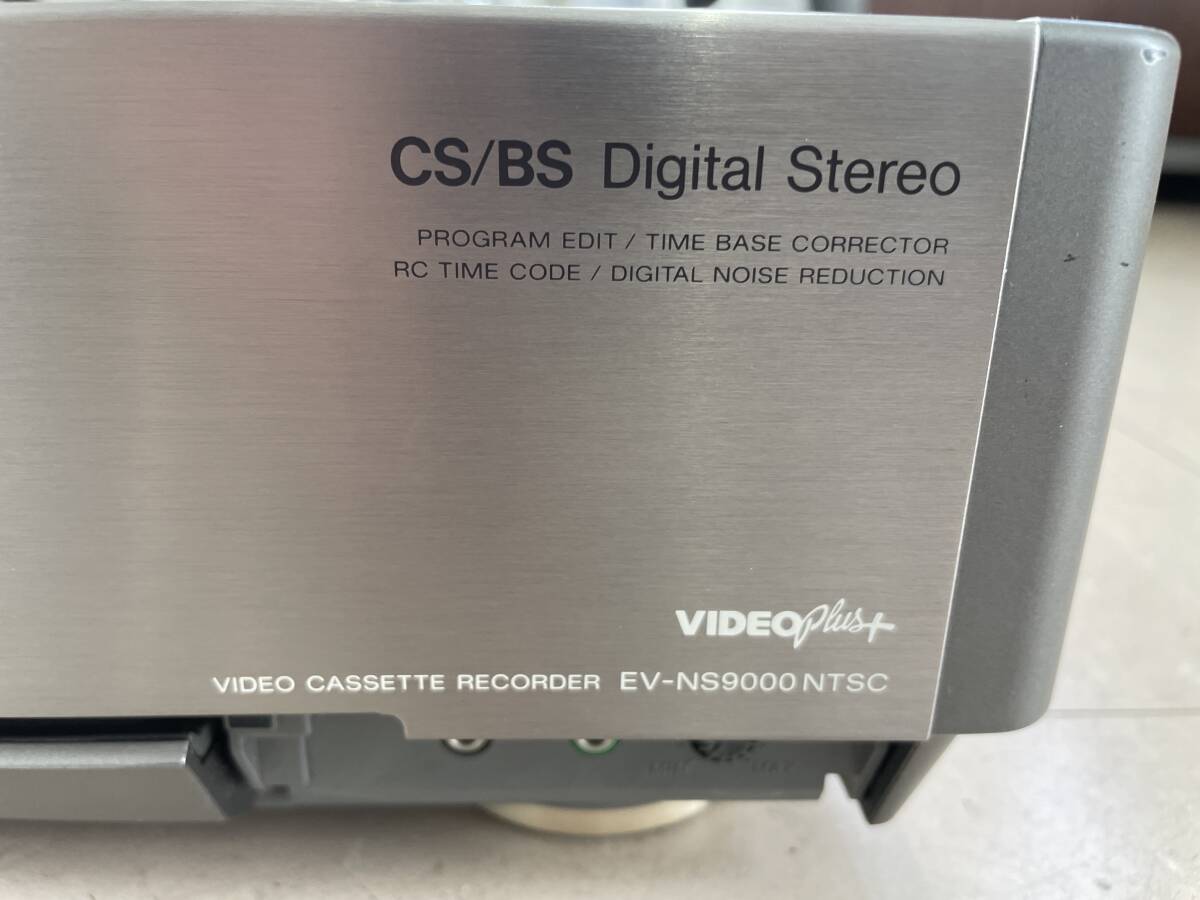 CS/BS Digital Stereo
PROGRAM EDIT / TIME BASE CORRECTOR
RC TIME CODE / DIGITAL NOISE REDUCTION
VIDEOplus+
VIDEO CASSETTE RECORDER EV-NS9000 NTSC
MAX